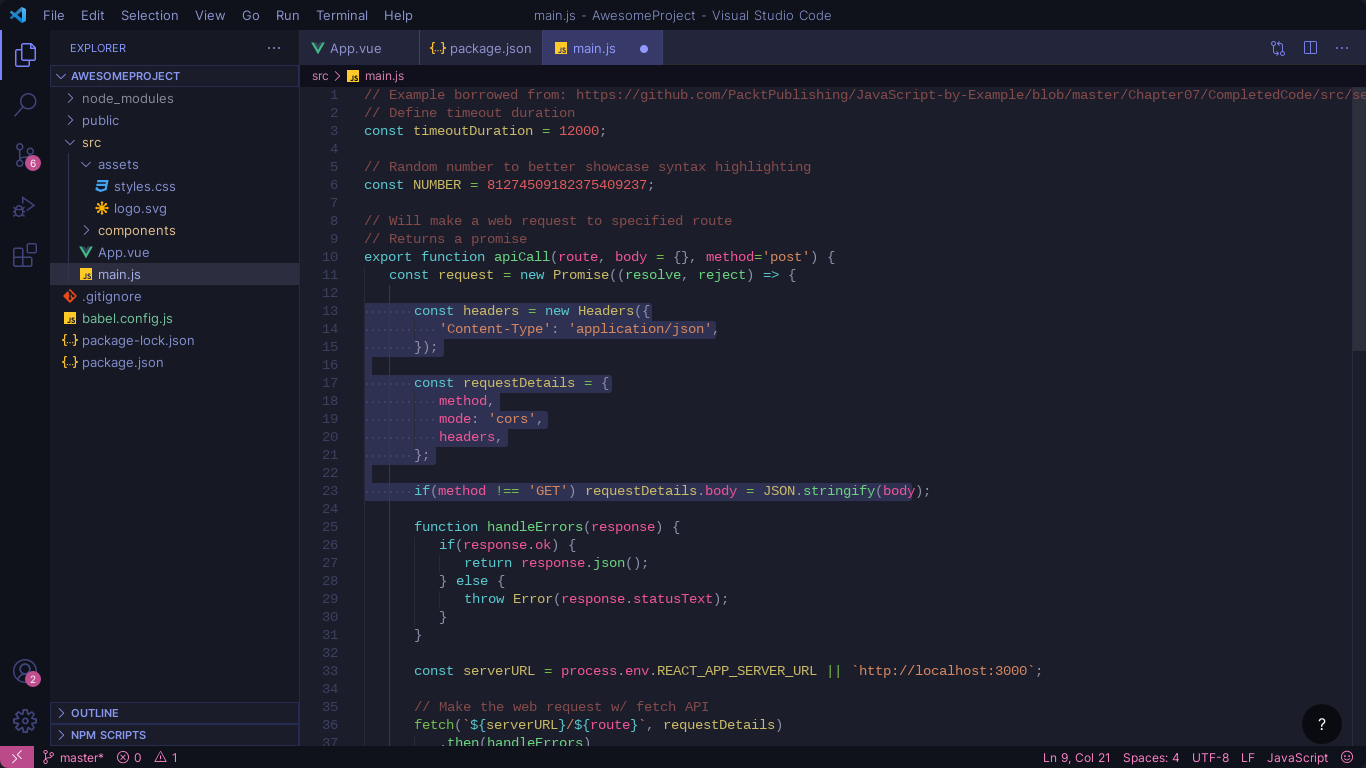 File Edit Selection View Go Run Terminal Help
main.js - AwesomeProject - Visual Studio Code
EXPLORER
AWESOMEPROJECT
node_modules
public
src
assets
styles.css
logo.svg
components
App.vue
main.js
.gitignore
babel.config.js
package-lock.json
package.json
OUTLINE
NPM SCRIPTS
6
2
App.vue
package.json
main.js
src > main.js
1 // Example borrowed from: https://github.com/PacktPublishing/JavaScript-by-Example/blob/master/Chapter07/CompletedCode/src/se
2 // Define timeout duration
3 const timeoutDuration = 12000;
4
5 // Random number to better showcase syntax highlighting
6 const NUMBER = 81274509182375409237;
7
8 // Will make a web request to specified route
9 // Returns a promise
10 export function apiCall(route, body = {}, method='post') {
11 const request = new Promise((resolve, reject) => {
12
13 const headers = new Headers({
14 'Content-Type': 'application/json',
15 });
16
17 const requestDetails = {
18 method,
19 mode: 'cors',
20 headers,
21 };
22
23 if(method !== 'GET') requestDetails.body = JSON.stringify(body);
24
25 function handleErrors(response) {
26 if(response.ok) {
27 return response.json();
28 } else {
29 throw Error(response.statusText);
30 }
31 }
32
33 const serverURL = process.env.REACT_APP_SERVER_URL || `http://localhost:3000`;
34
35 // Make the web request w/ fetch API
36 fetch(`${serverURL}/${route}`, requestDetails)
37 .then(handleErrors)
?
master* 0 1
Ln 9, Col 21 Spaces: 4 UTF-8 LF JavaScript